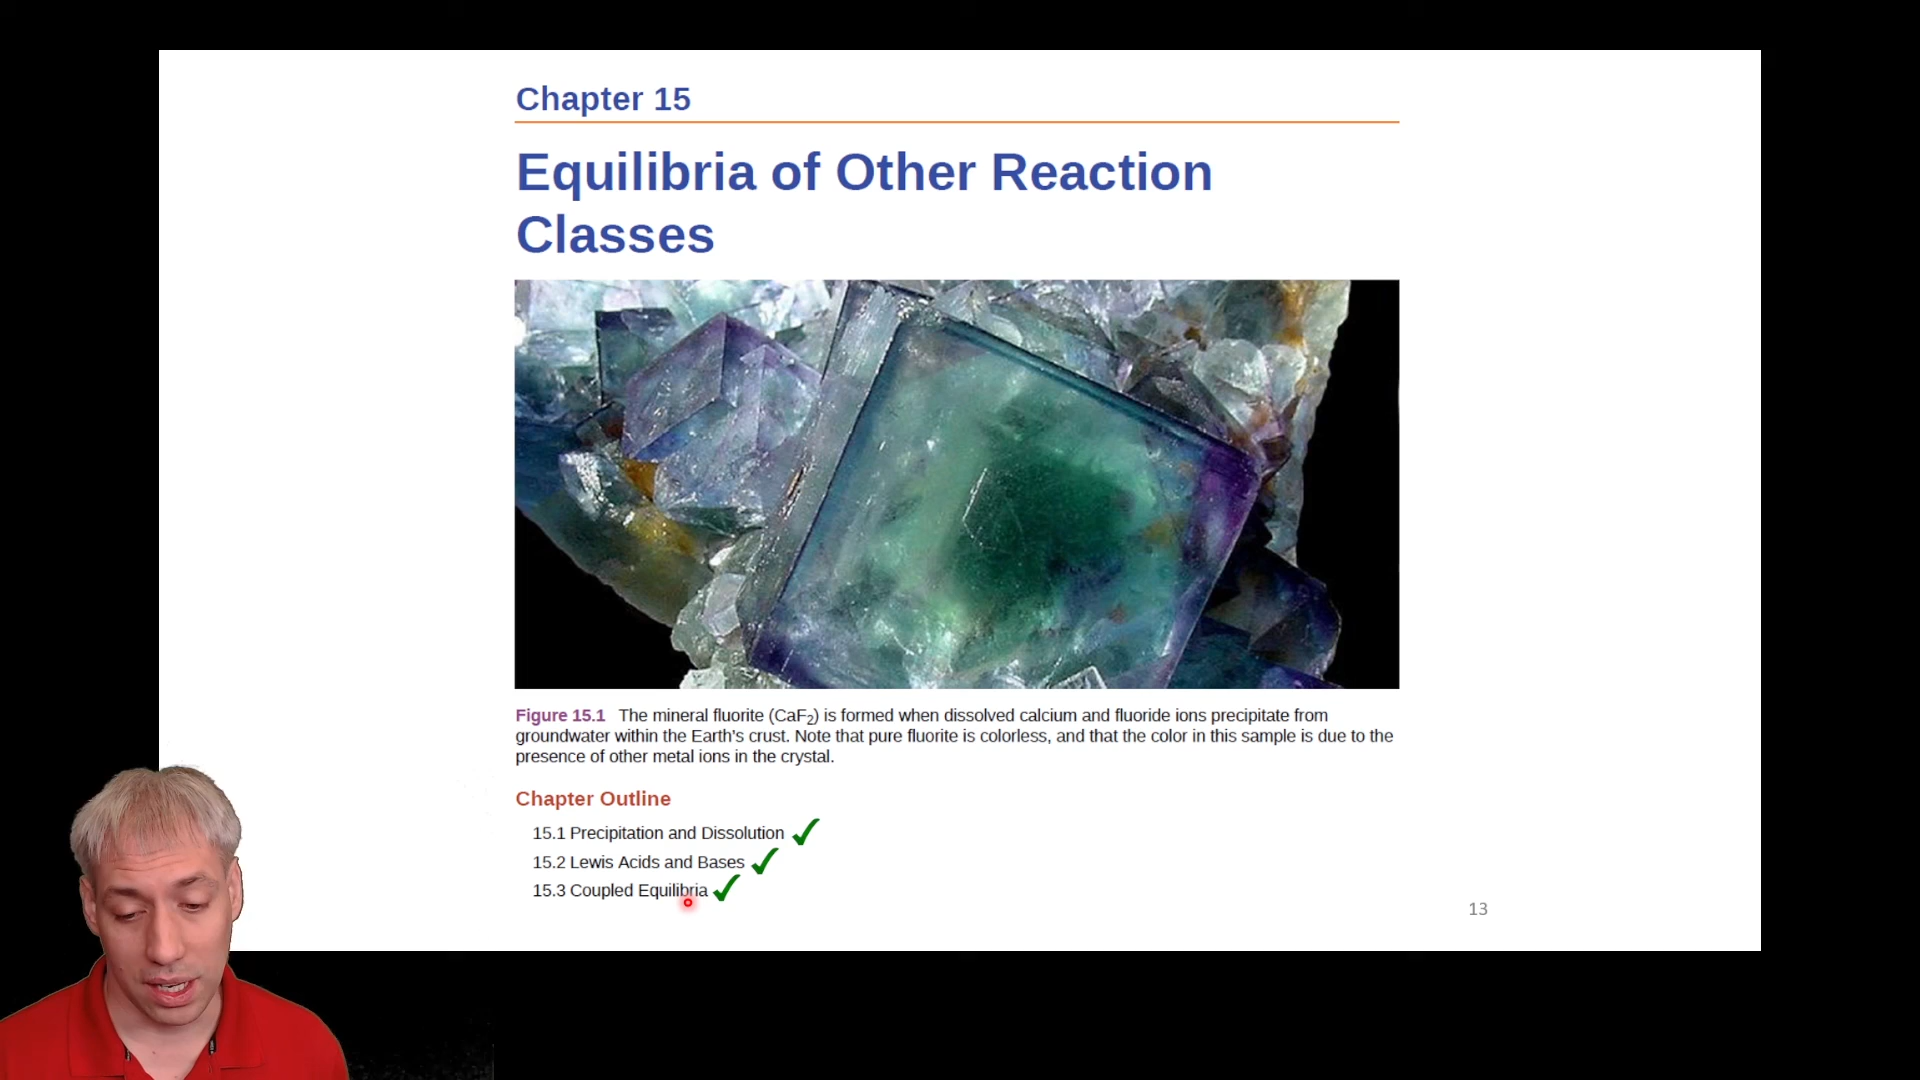 Chapter 15
Equilibria of Other Reaction
Classes
Figure 15.1 The mineral fluorite (CaF₂) is formed when dissolved calcium and fluoride ions precipitate from
groundwater within the Earth's crust. Note that pure fluorite is colorless, and that the color in this sample is due to the
presence of other metal ions in the crystal.
Chapter Outline
15.1 Precipitation and Dissolution
15.2 Lewis Acids and Bases
15.3 Coupled Equilibria
13